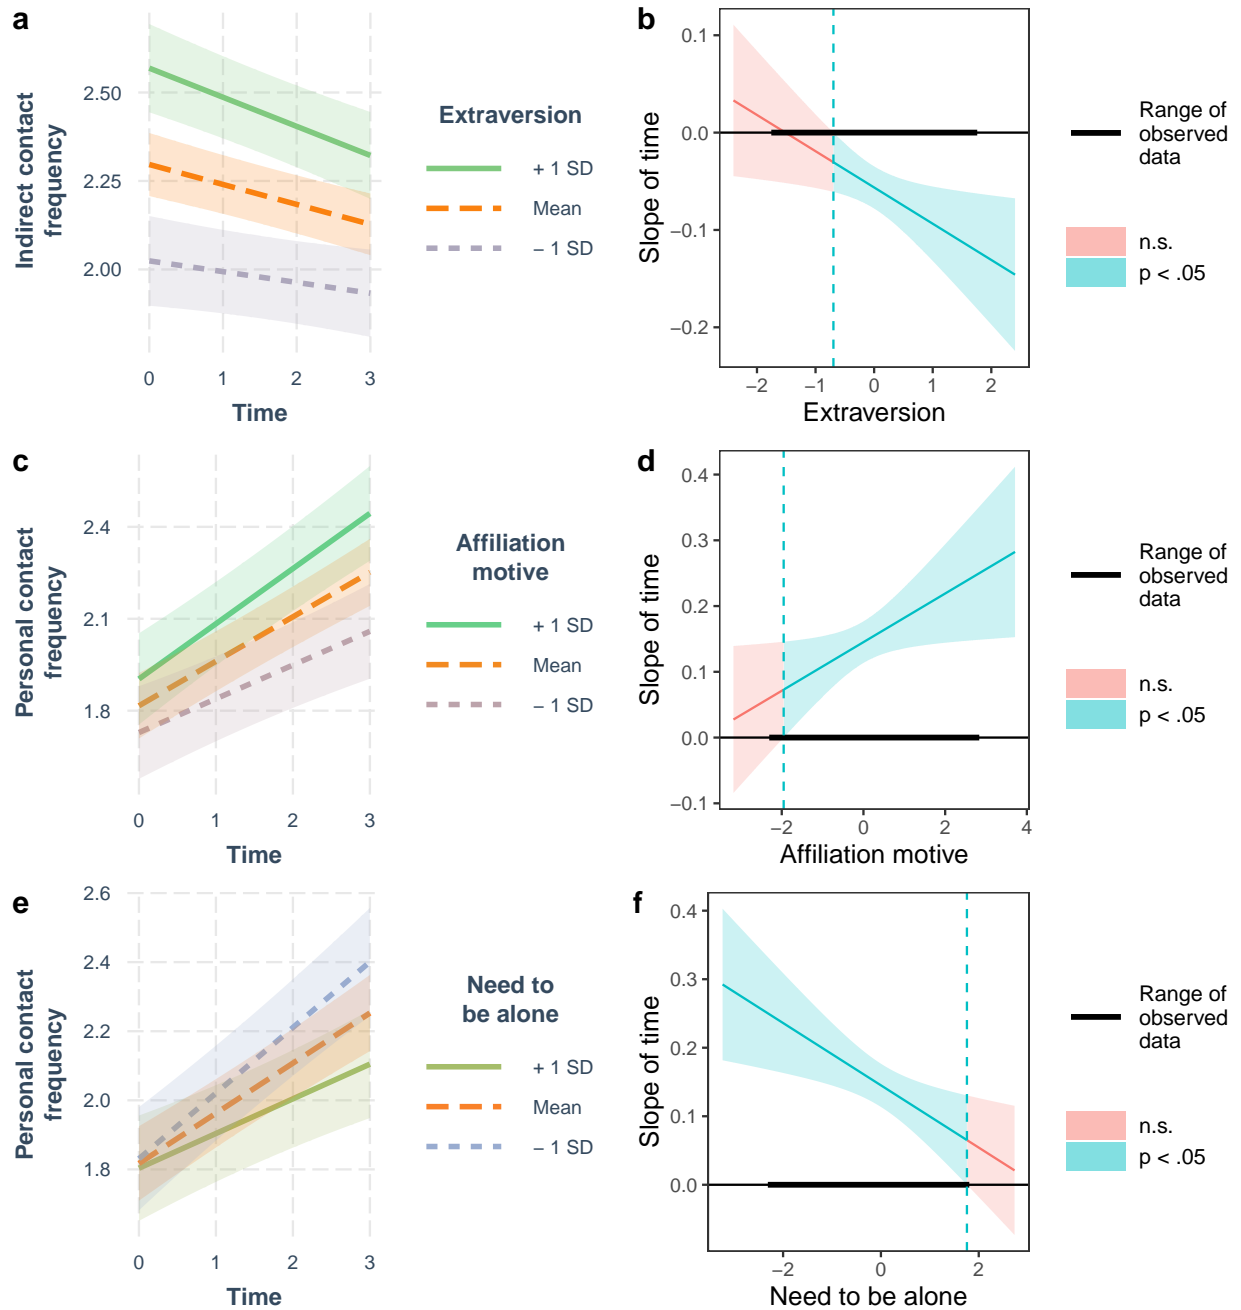 a
Indirect contact
frequency
2.50
2.25
2.00
0 1 2 3
Time
Extraversion
+ 1 SD
Mean
− 1 SD
b
Slope of time
0.1
0.0
−0.1
−0.2
−2 −1 0 1 2
Extraversion
Range of
observed
data
n.s.
p < .05
c
Personal contact
frequency
2.4
2.1
1.8
0 1 2 3
Time
Affiliation
motive
+ 1 SD
Mean
− 1 SD
d
Slope of time
0.4
0.3
0.2
0.1
0.0
−0.1
−2 0 2 4
Affiliation motive
Range of
observed
data
n.s.
p < .05
e
Personal contact
frequency
2.6
2.4
2.2
2.0
1.8
0 1 2 3
Time
Need to
be alone
+ 1 SD
Mean
− 1 SD
f
Slope of time
0.4
0.3
0.2
0.1
0.0
−2 0 2
Need to be alone
Range of
observed
data
n.s.
p < .05